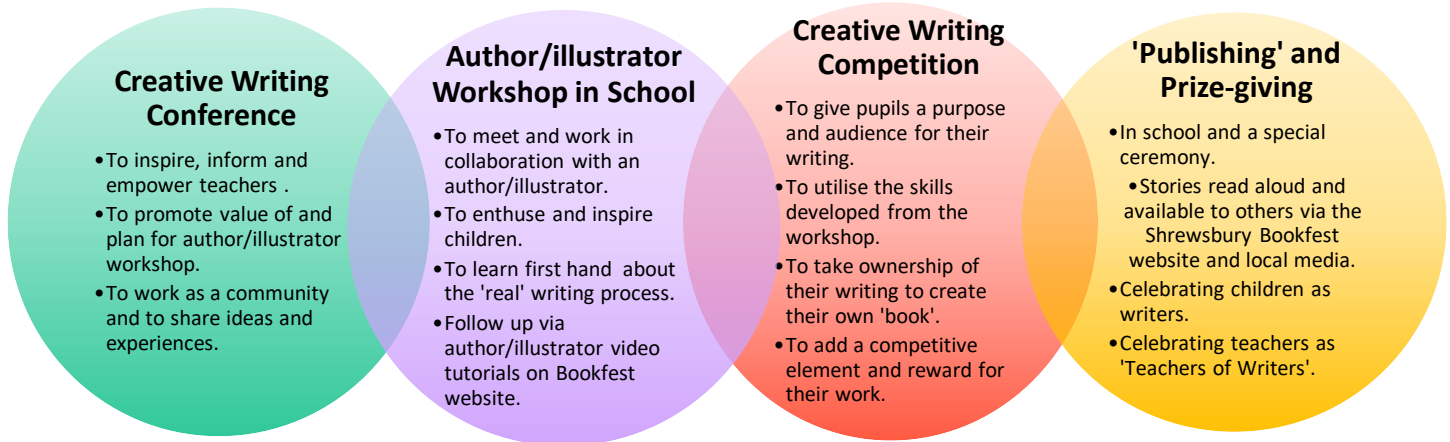 Creative Writing
Conference
•To inspire, inform and
empower teachers .
•To promote value of and
plan for author/illustrator
workshop.
•To work as a community
and to share ideas and
experiences.
Author/illustrator
Workshop in School
•To meet and work in
collaboration with an
author/illustrator.
•To enthuse and inspire
children.
•To learn first hand  about
the 'real' writing process.
•Follow up via
author/illustrator video
tutorials on Bookfest
website.
Creative Writing
Competition
•To give pupils a purpose
and audience for their
writing.
•To utilise the skills
developed from the
workshop.
•To take ownership of
their writing to create
their own 'book'.
•To add a competitive
element and reward for
their work.
'Publishing' and
Prize-giving
•In school and a special
ceremony.
•Stories read aloud and
available to others via the
Shrewsbury Bookfest
website and local media.
•Celebrating children as
writers.
•Celebrating teachers as
'Teachers of Writers'.